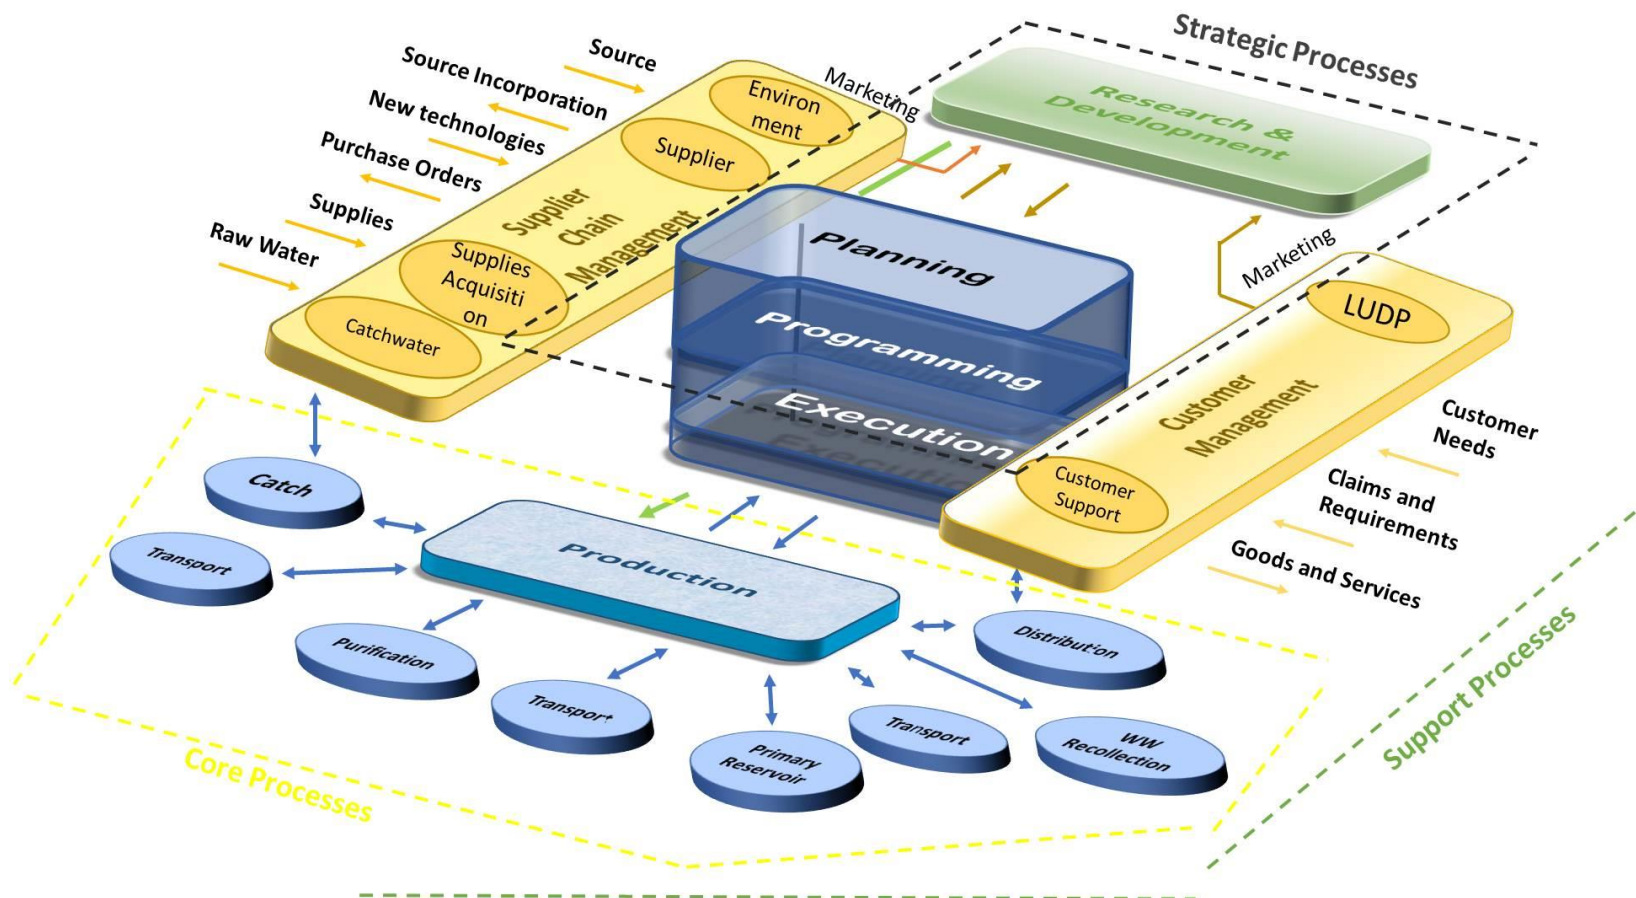 Strategic Processes
Source
Source Incorporation
New technologies
Purchase Orders
Supplies
Raw Water
Environ
ment
Supplier
Supplier
Chain
Management
Supplies
Acquisiti
on
Catchwater
Marketing
Research &
Development
Planning
Programming
Execution
Marketing
LUDP
Customer
Management
Customer
Support
Customer
Needs
Claims and
Requirements
Goods and Services
Catch
Transport
Purification
Transport
Primary
Reservoir
Transport
WW
Recollection
Distribution
Production
Core Processes
Support Processes